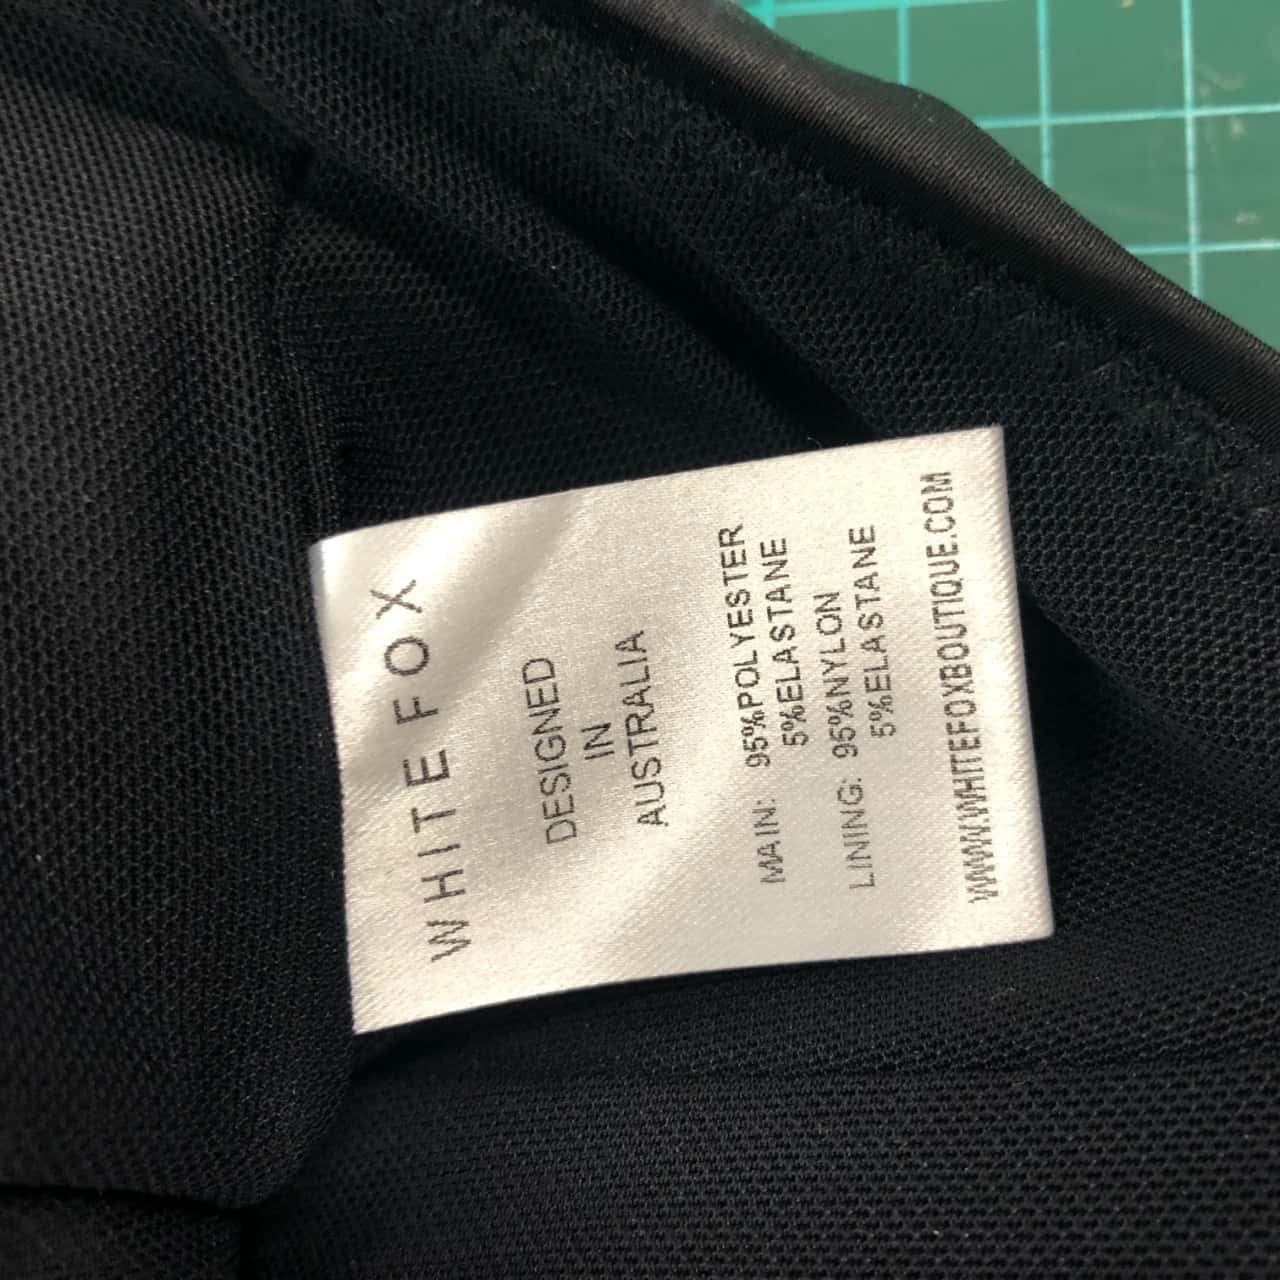 WHITE FOX
DESIGNED
IN
AUSTRALIA
MAIN: 95%POLYESTER
5%ELASTANE
LINING: 95%NYLON
5%ELASTANE
WWW.WHITEFOXBOUTIQUE.COM